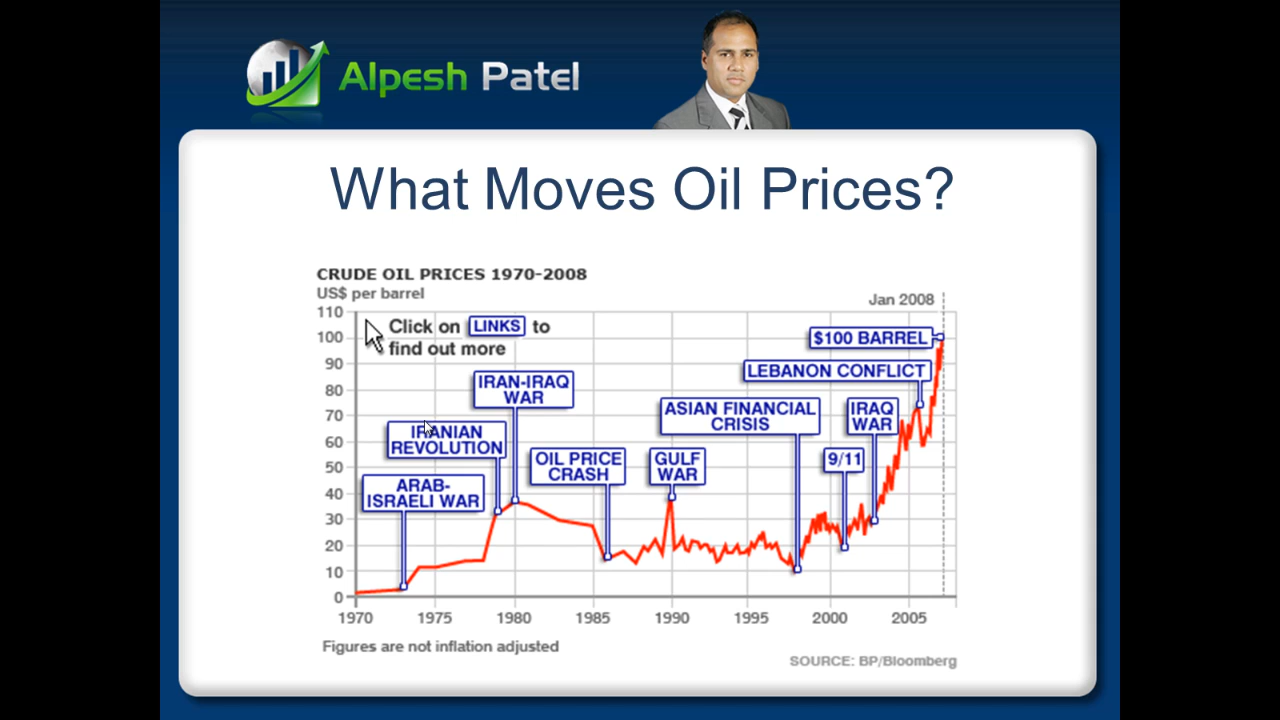 Alpesh Patel
What Moves Oil Prices?
CRUDE OIL PRICES 1970-2008
US$ per barrel
Jan 2008
110
100
90
80
70
60
50
40
30
20
10
0
Click on LINKS to
find out more
$100 BARREL
LEBANON CONFLICT
IRAN-IRAQ
WAR
ASIAN FINANCIAL
CRISIS
IRAQ
WAR
IRANIAN
REVOLUTION
OIL PRICE
CRASH
GULF
WAR
9/11
ARAB-
ISRAELI WAR
1970 1975 1980 1985 1990 1995 2000 2005
Figures are not inflation adjusted
SOURCE: BP/Bloomberg